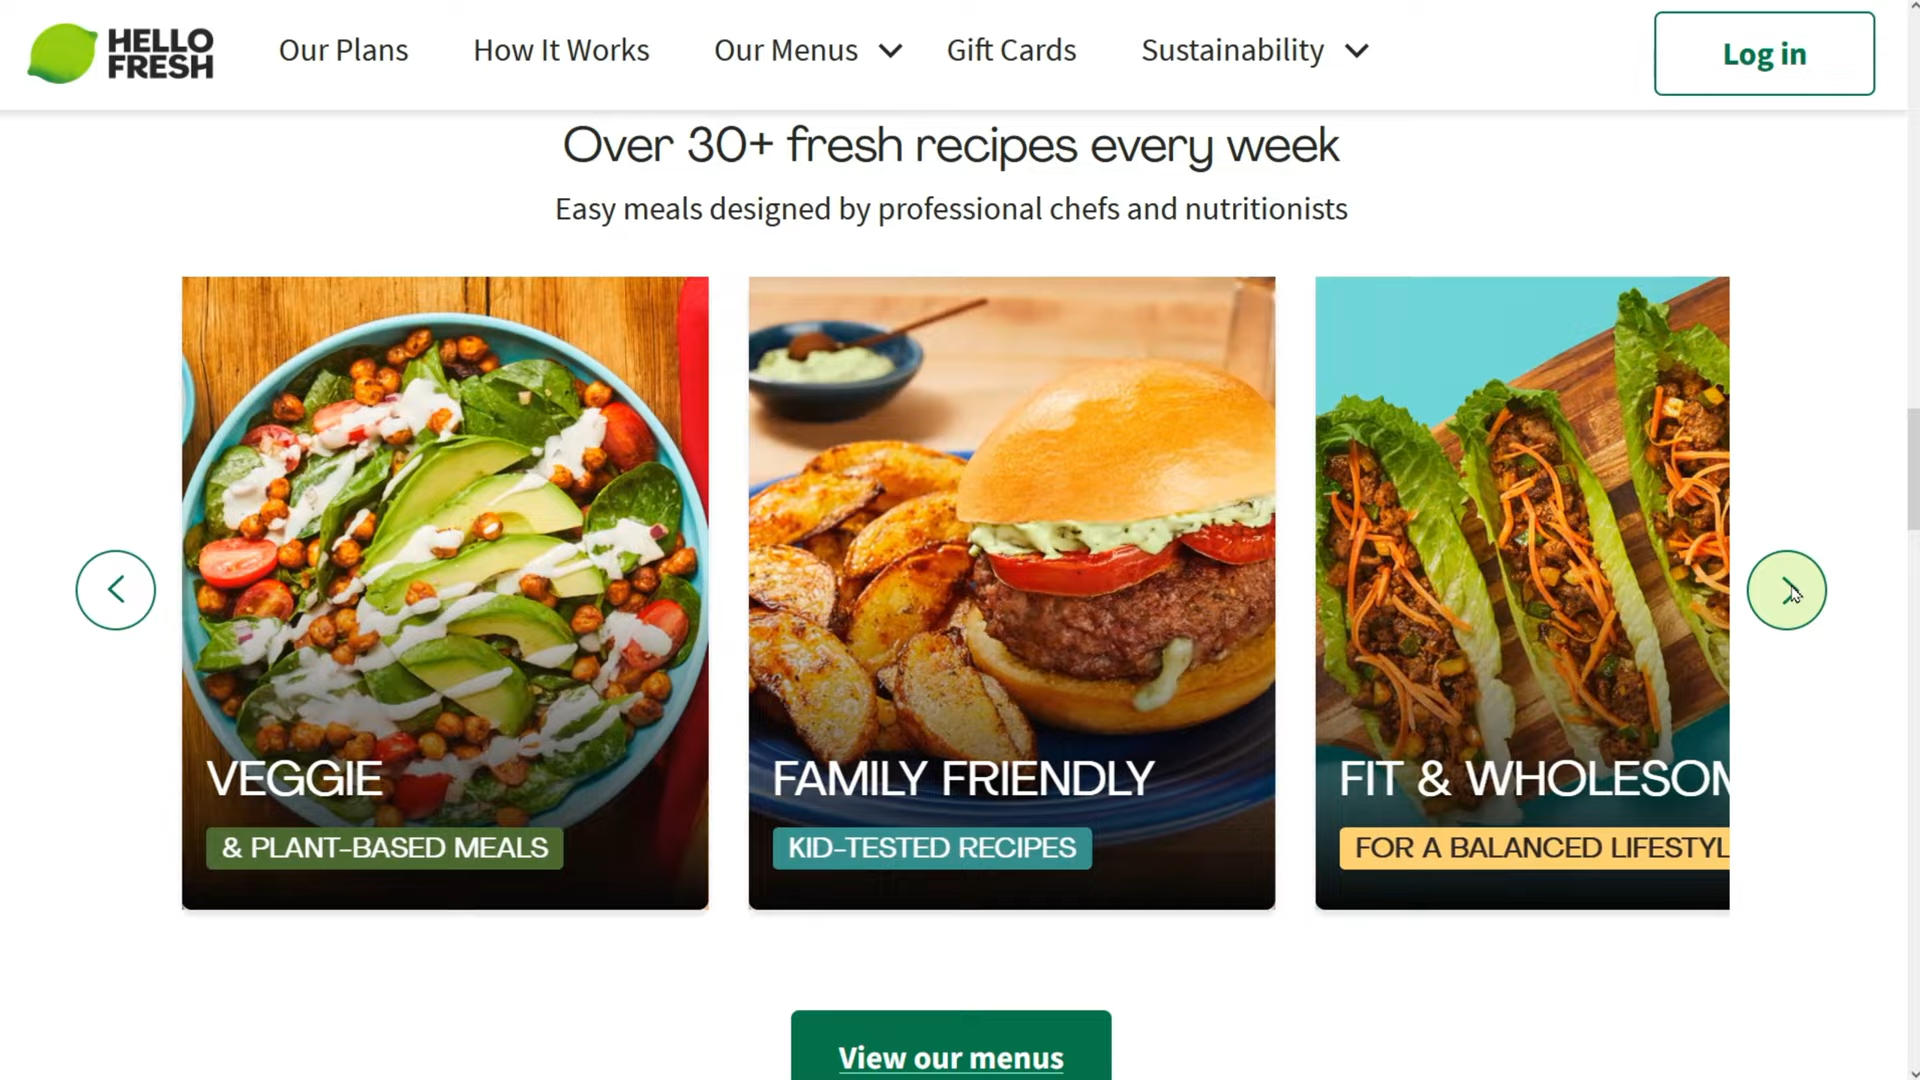 HELLO
FRESH
Our Plans
How It Works
Our Menus
Gift Cards
Sustainability
Log in
Over 30+ fresh recipes every week
Easy meals designed by professional chefs and nutritionists
VEGGIE
& PLANT-BASED MEALS
FAMILY FRIENDLY
KID-TESTED RECIPES
FIT & WHOLESOM
FOR A BALANCED LIFESTYL
View our menus